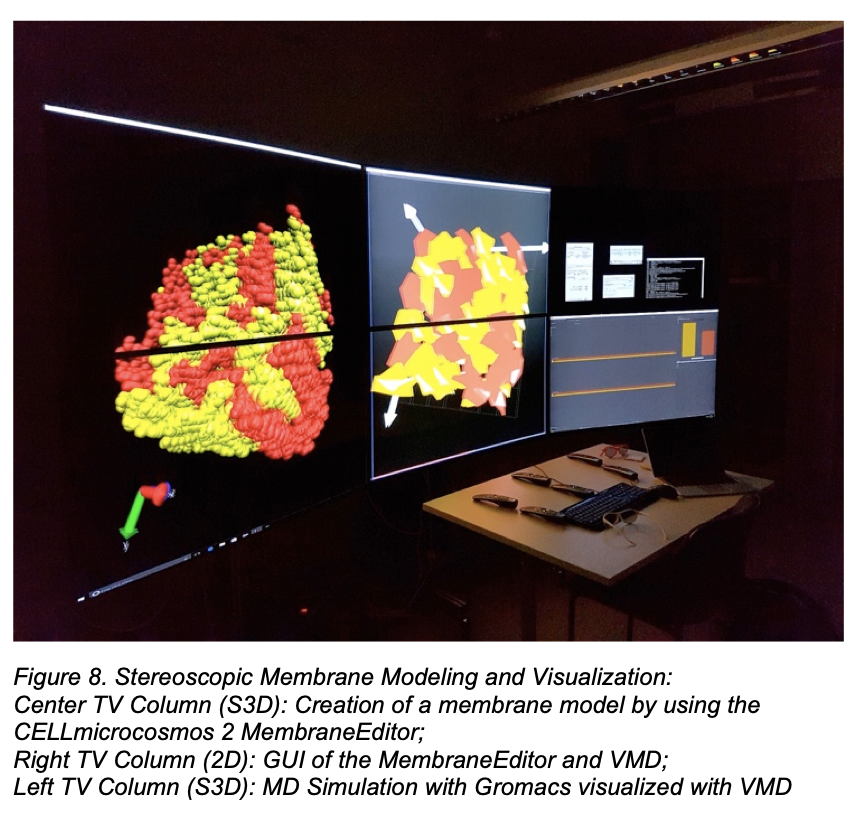 Figure 8. Stereoscopic Membrane Modeling and Visualization:
Center TV Column (S3D): Creation of a membrane model by using the
CELLmicrocosmos 2 MembraneEditor;
Right TV Column (2D): GUI of the MembraneEditor and VMD;
Left TV Column (S3D): MD Simulation with Gromacs visualized with VMD